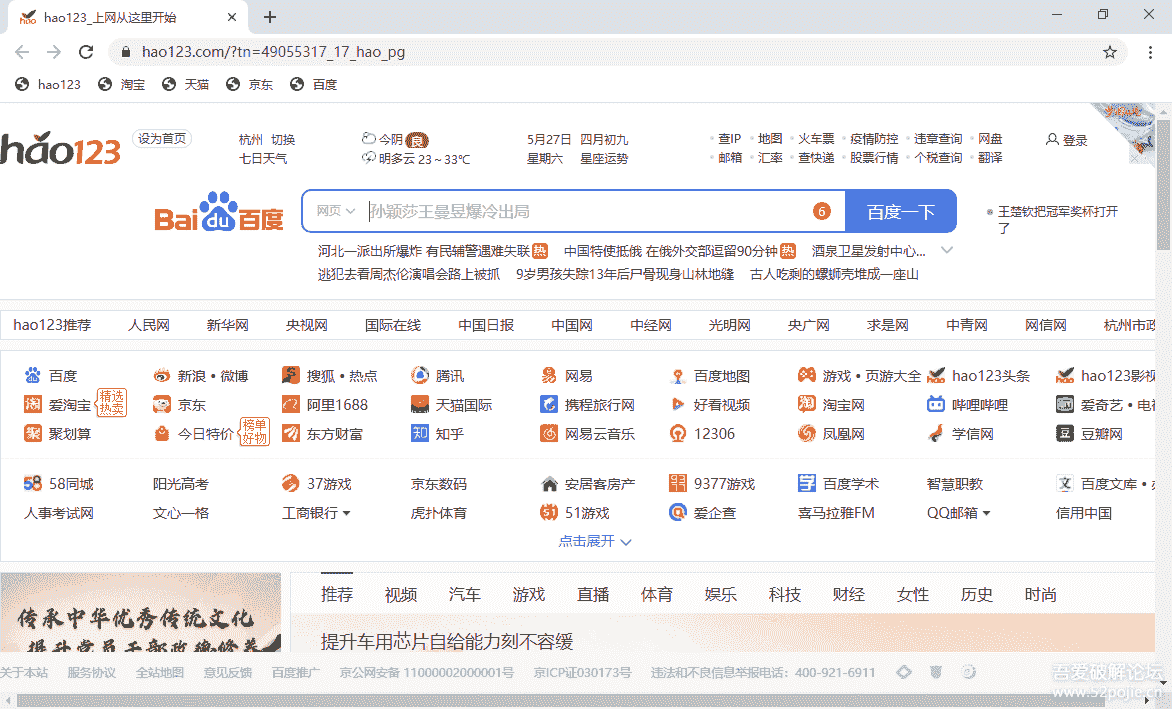 hao123_上网从这里开始
hao123.com/?tn=49055317_17_hao_pg
hao123 淘宝 天猫 京东 百度
hao123 设为首页 杭州 切换 今阴 良 5月27日 四月初九 查IP 地图 火车票 疫情防控 违章查询 网盘 登录
七日天气 明多云 23 ~ 33℃ 星期六 星座运势 邮箱 汇率 查快递 股票行情 个税查询 翻译
Bai du 百度 网页 孙颖莎王曼昱爆冷出局 6 百度一下 王楚钦把冠军奖杯打开了
河北一派出所爆炸 有民辅警遇难失联 热 中国特使抵俄 在俄外交部逗留90分钟 热 酒泉卫星发射中心...
逃犯去看周杰伦演唱会路上被抓 9岁男孩失踪13年后尸骨现身山林地缝 古人吃剩的螺蛳壳堆成一座山
hao123推荐 人民网 新华网 央视网 国际在线 中国日报 中国网 中经网 光明网 央广网 求是网 中青网 网信网 杭州市政
百度 新浪 • 微博 搜狐 • 热点 腾讯 网易 百度地图 游戏 • 页游大全 hao123头条 hao123影视
爱淘宝 精选热卖 京东 阿里1688 天猫国际 携程旅行网 好看视频 淘宝网 哔哩哔哩 爱奇艺 • 电视
聚划算 今日特价 榜单好物 东方财富 知乎 网易云音乐 12306 凤凰网 学信网 豆瓣网
58同城 阳光高考 37游戏 京东数码 安居客房产 9377游戏 百度学术 智慧职教 百度文库 •
人事考试网 文心一格 工商银行 虎扑体育 51游戏 爱企查 喜马拉雅FM QQ邮箱 信用中国
点击展开
推荐 视频 汽车 游戏 直播 体育 娱乐 科技 财经 女性 历史 时尚
传承中华优秀传统文化
提升党员干部政德修养
提升车用芯片自给能力刻不容缓
关于本站 服务协议 全站地图 意见反馈 百度推广 京公网安备 11000002000001号 京ICP证030173号 违法和不良信息举报电话：400-921-6911
吾爱破解论坛
www.52pojie.cn